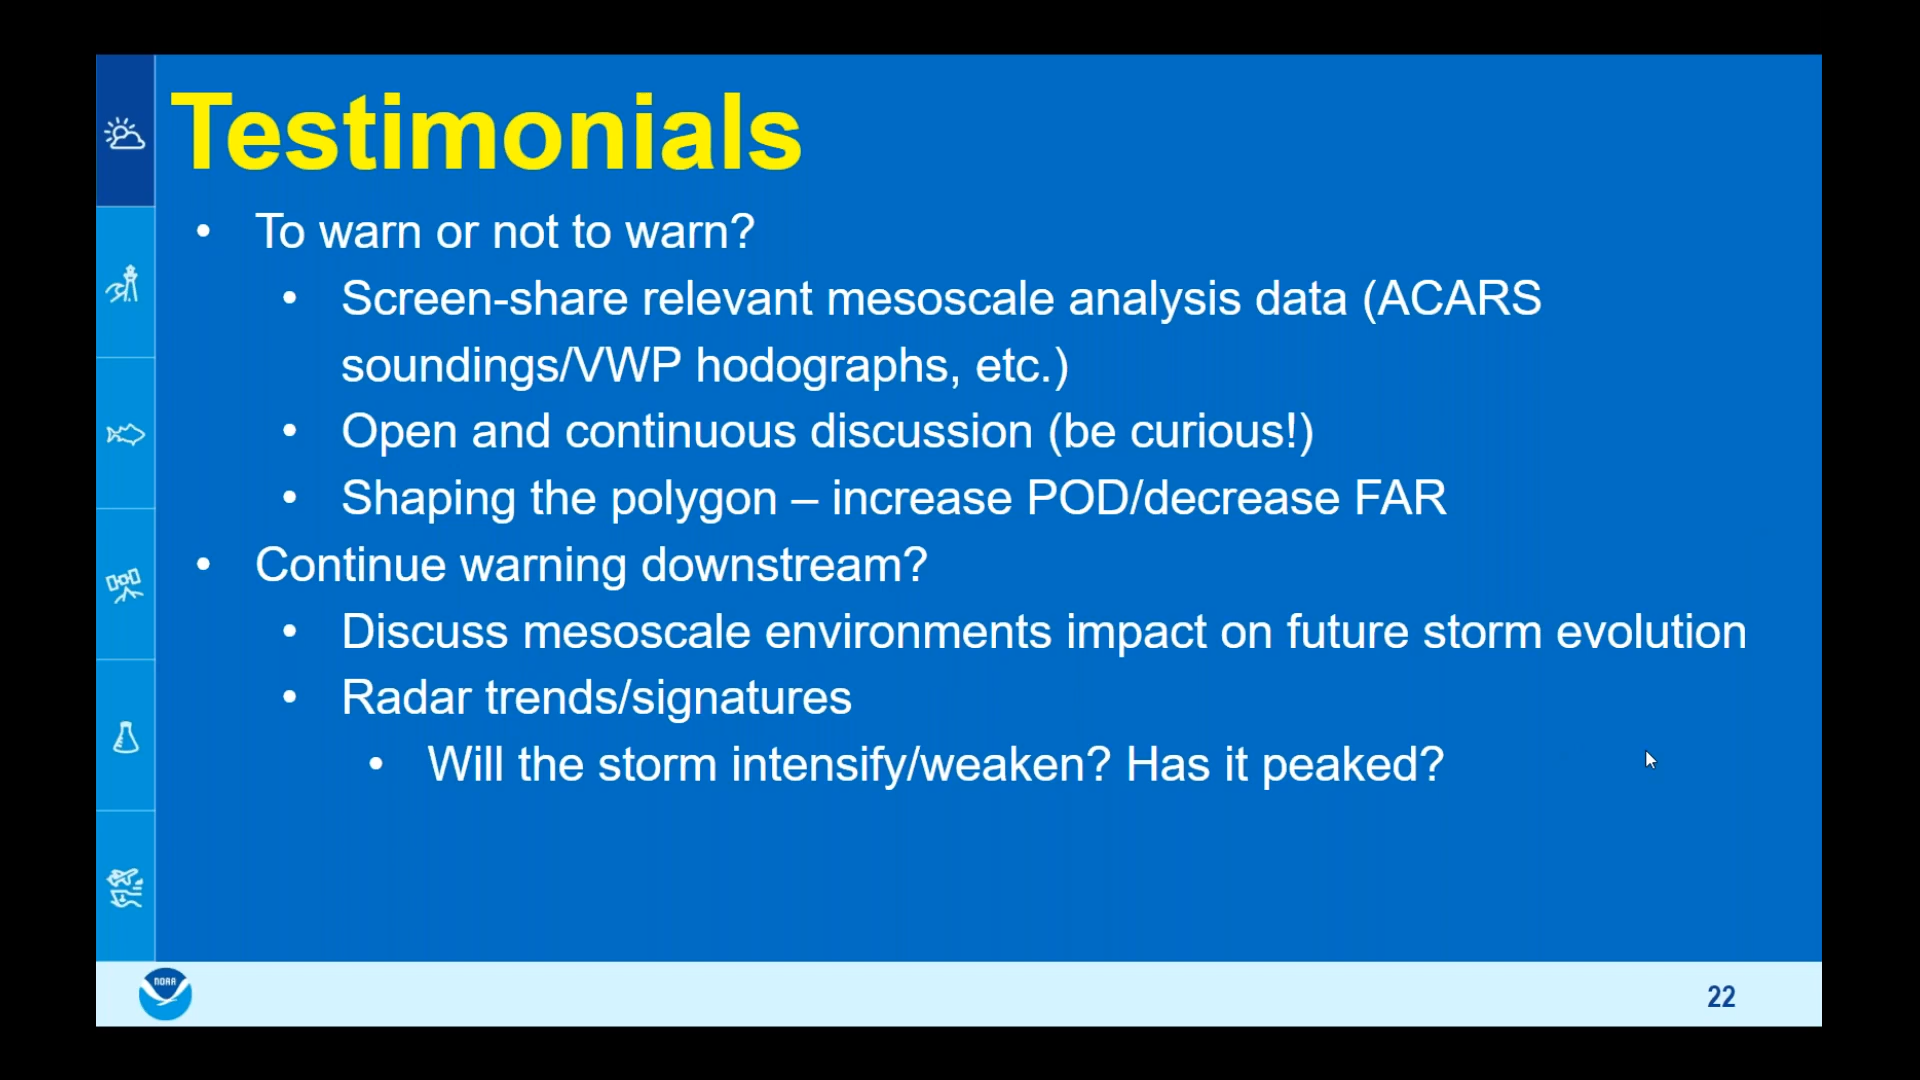 Testimonials
• To warn or not to warn?
• Screen-share relevant mesoscale analysis data (ACARS
soundings/VWP hodographs, etc.)
• Open and continuous discussion (be curious!)
• Shaping the polygon – increase POD/decrease FAR
• Continue warning downstream?
• Discuss mesoscale environments impact on future storm evolution
• Radar trends/signatures
• Will the storm intensify/weaken? Has it peaked?
NOAA
22